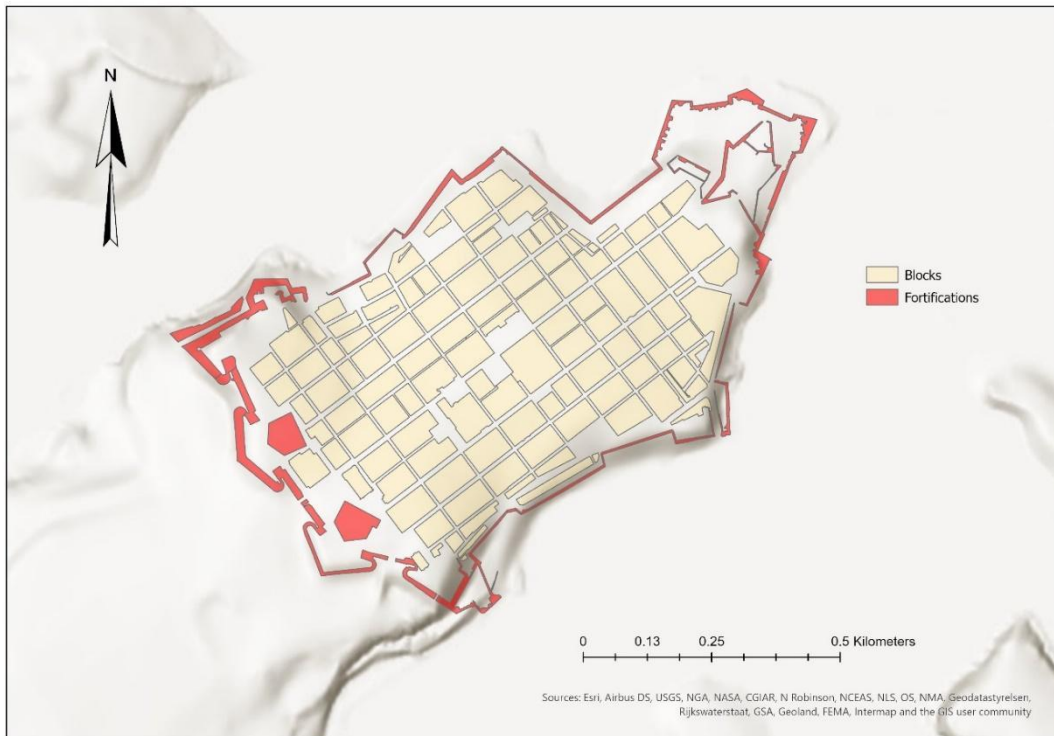 N
Blocks
Fortifications
0 0.13 0.25 0.5 Kilometers
Sources: Esri, Airbus DS, USGS, NGA, NASA, CGIAR, N Robinson, NCEAS, NLS, OS, NMA, Geodatastyrelsen,
Rijkswaterstaat, GSA, Geoland, FEMA, Intermap and the GIS user community